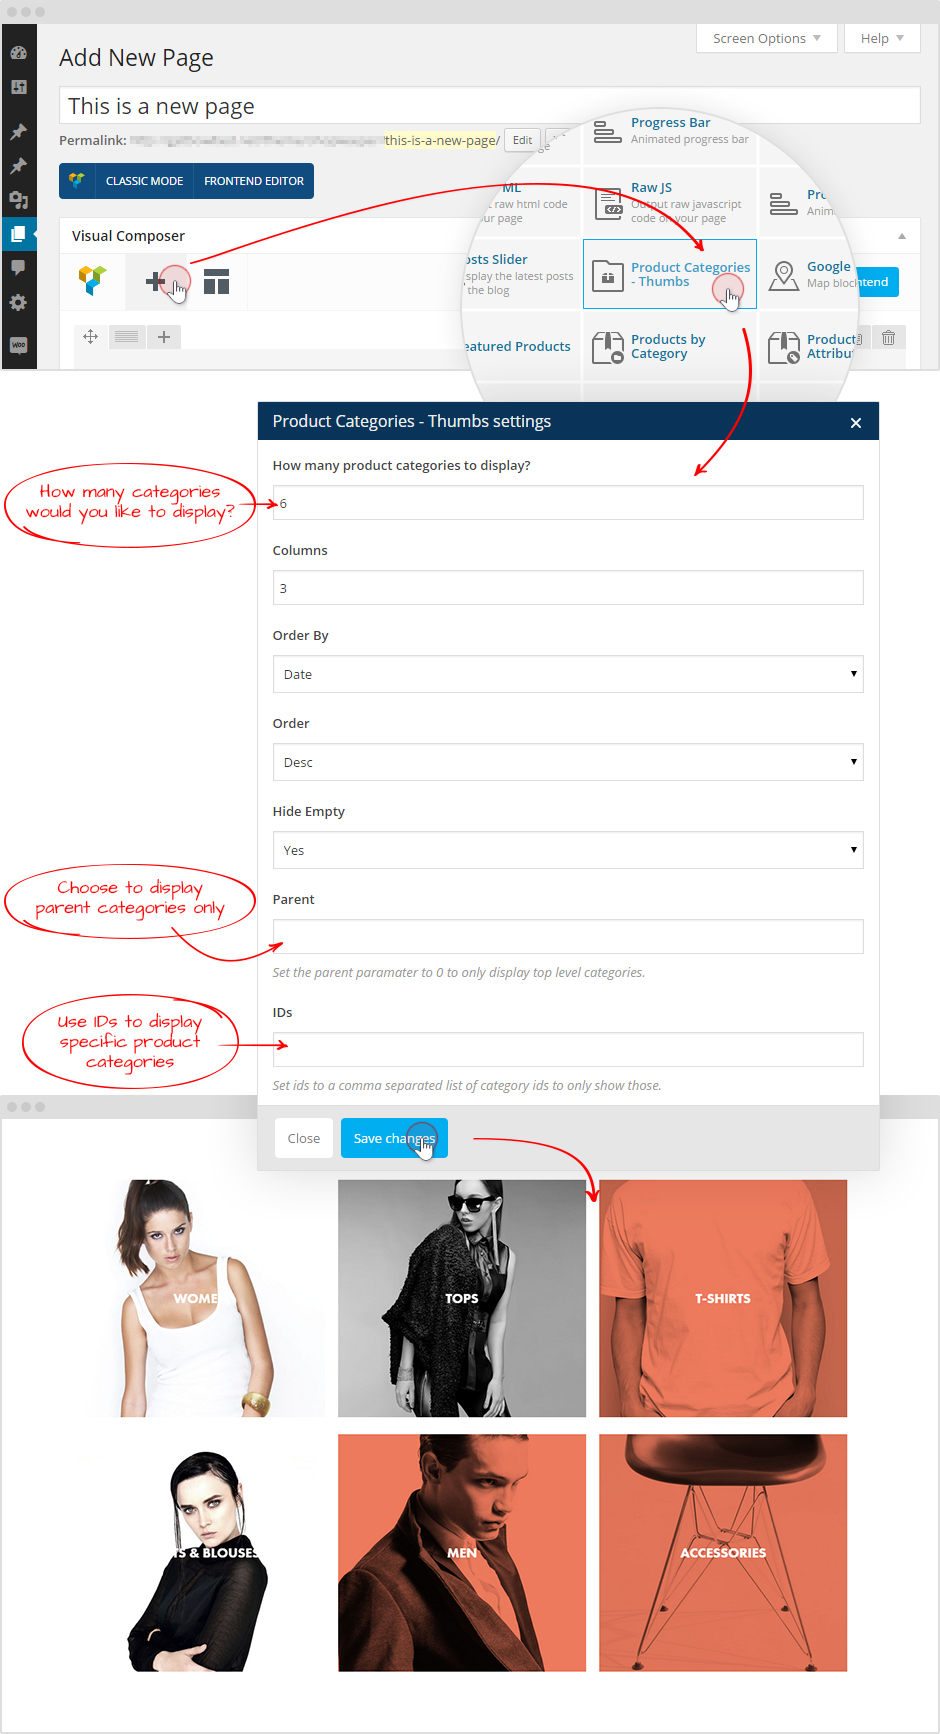 Screen Options
Help
Add New Page
This is a new page
Permalink:
/this-is-a-new-page/
Edit
CLASSIC MODE
FRONTEND EDITOR
Visual Composer
Progress Bar
Animated progress bar
ML
raw html code
your page
Raw JS
Output raw javascript
code on your page
Anim
osts Slider
isplay the latest posts
the blog
Product Categories
- Thumbs
Google
Map block
tend
eatured Products
Products by
Category
Product
Attribu
Product Categories - Thumbs settings
How many product categories to display?
How many categories
would you like to display?
6
Columns
3
Order By
Date
Order
Desc
Hide Empty
Yes
Choose to display
parent categories only
Parent
Set the parent paramater to 0 to only display top level categories.
Use IDs to display
specific product
categories
IDs
Set ids to a comma separated list of category ids to only show those.
Close
Save changes
WOME
TOPS
T-SHIRTS
TS & BLOUSES
MEN
ACCESSORIES